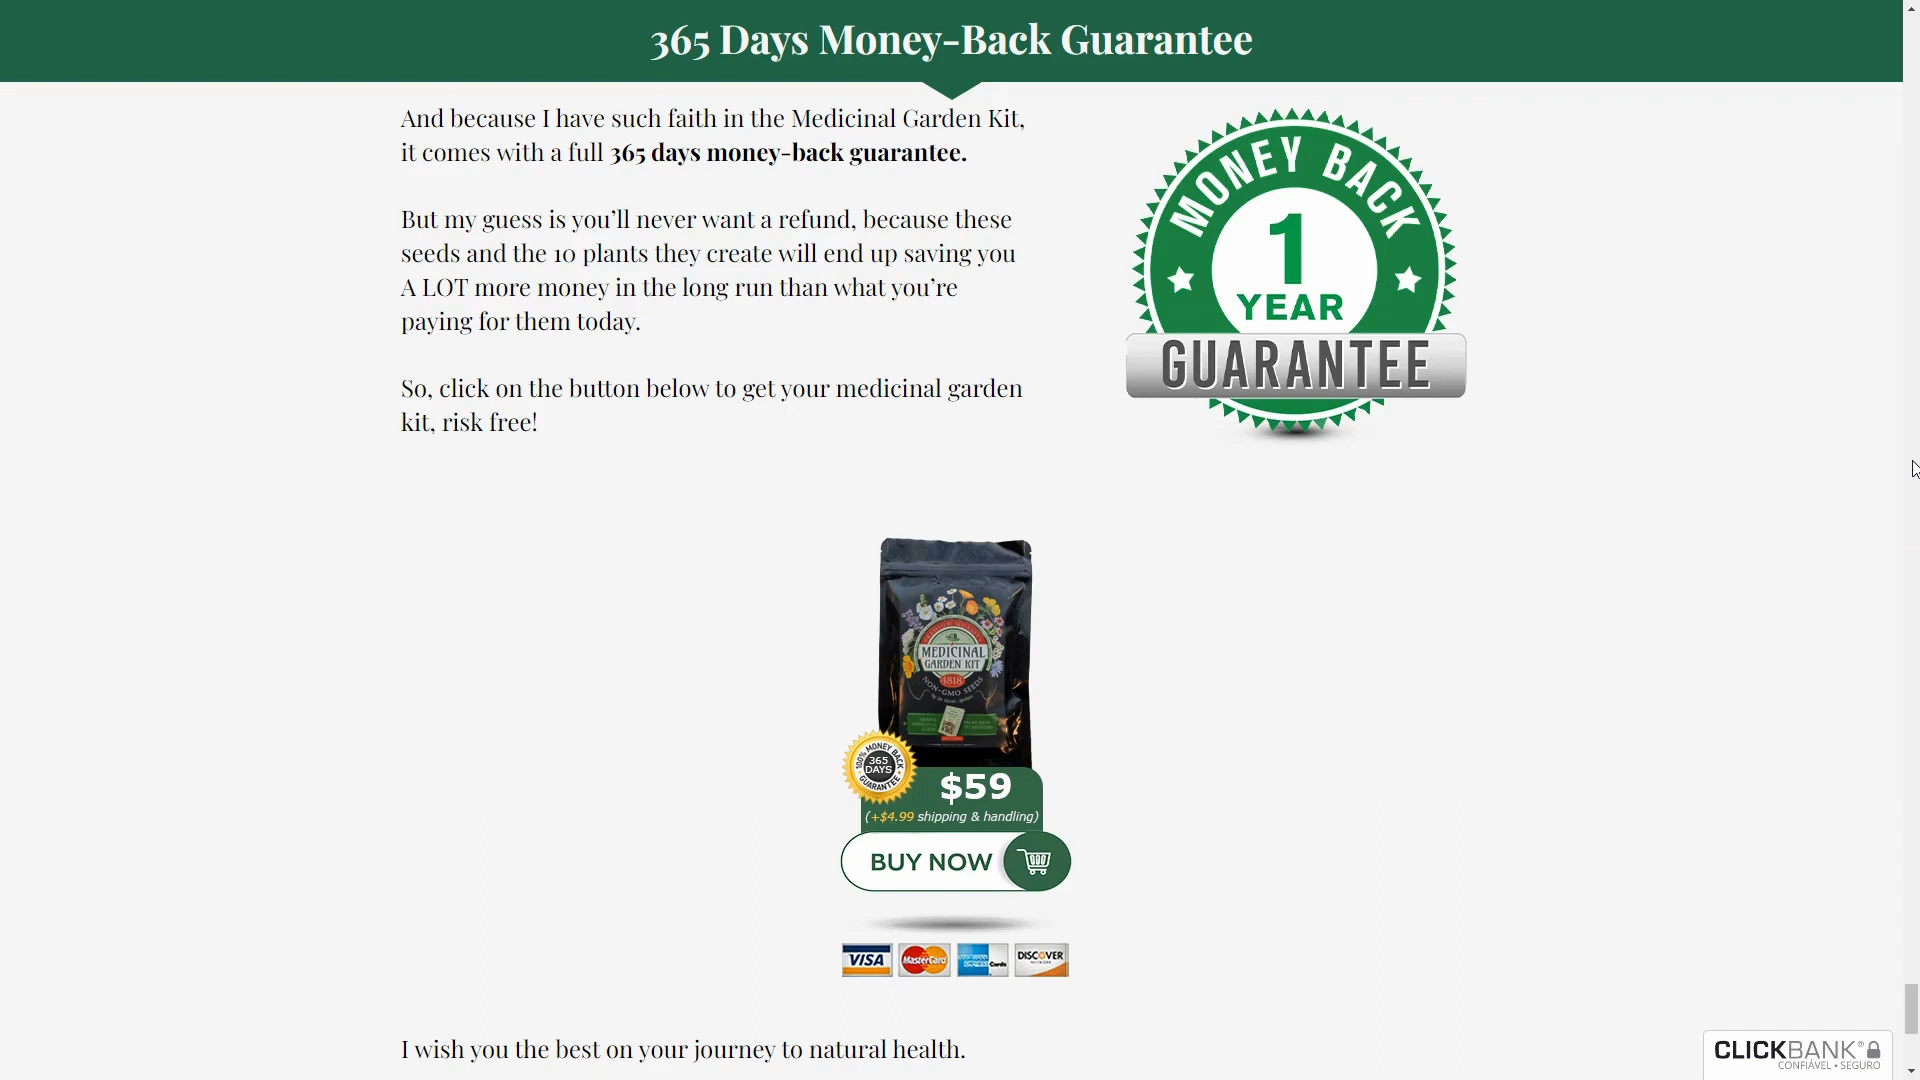 365 Days Money-Back Guarantee
And because I have such faith in the Medicinal Garden Kit,
it comes with a full 365 days money-back guarantee.
But my guess is you'll never want a refund, because these
seeds and the 10 plants they create will end up saving you
A LOT more money in the long run than what you're
paying for them today.
So, click on the button below to get your medicinal garden
kit, risk free!
MONEY BACK
1
YEAR
GUARANTEE
PREMIUM QUALITY
MEDICINAL
GARDEN KIT
4818
NON-GMO SEEDS
100% MONEY BACK
365
DAYS
GUARANTEE
$59
(+$4.99 shipping & handling)
BUY NOW
VISA
MasterCard
Cards
DISCOVER
NETWORK
I wish you the best on your journey to natural health.
CLICKBANK®
CONFIÁVEL • SEGURO